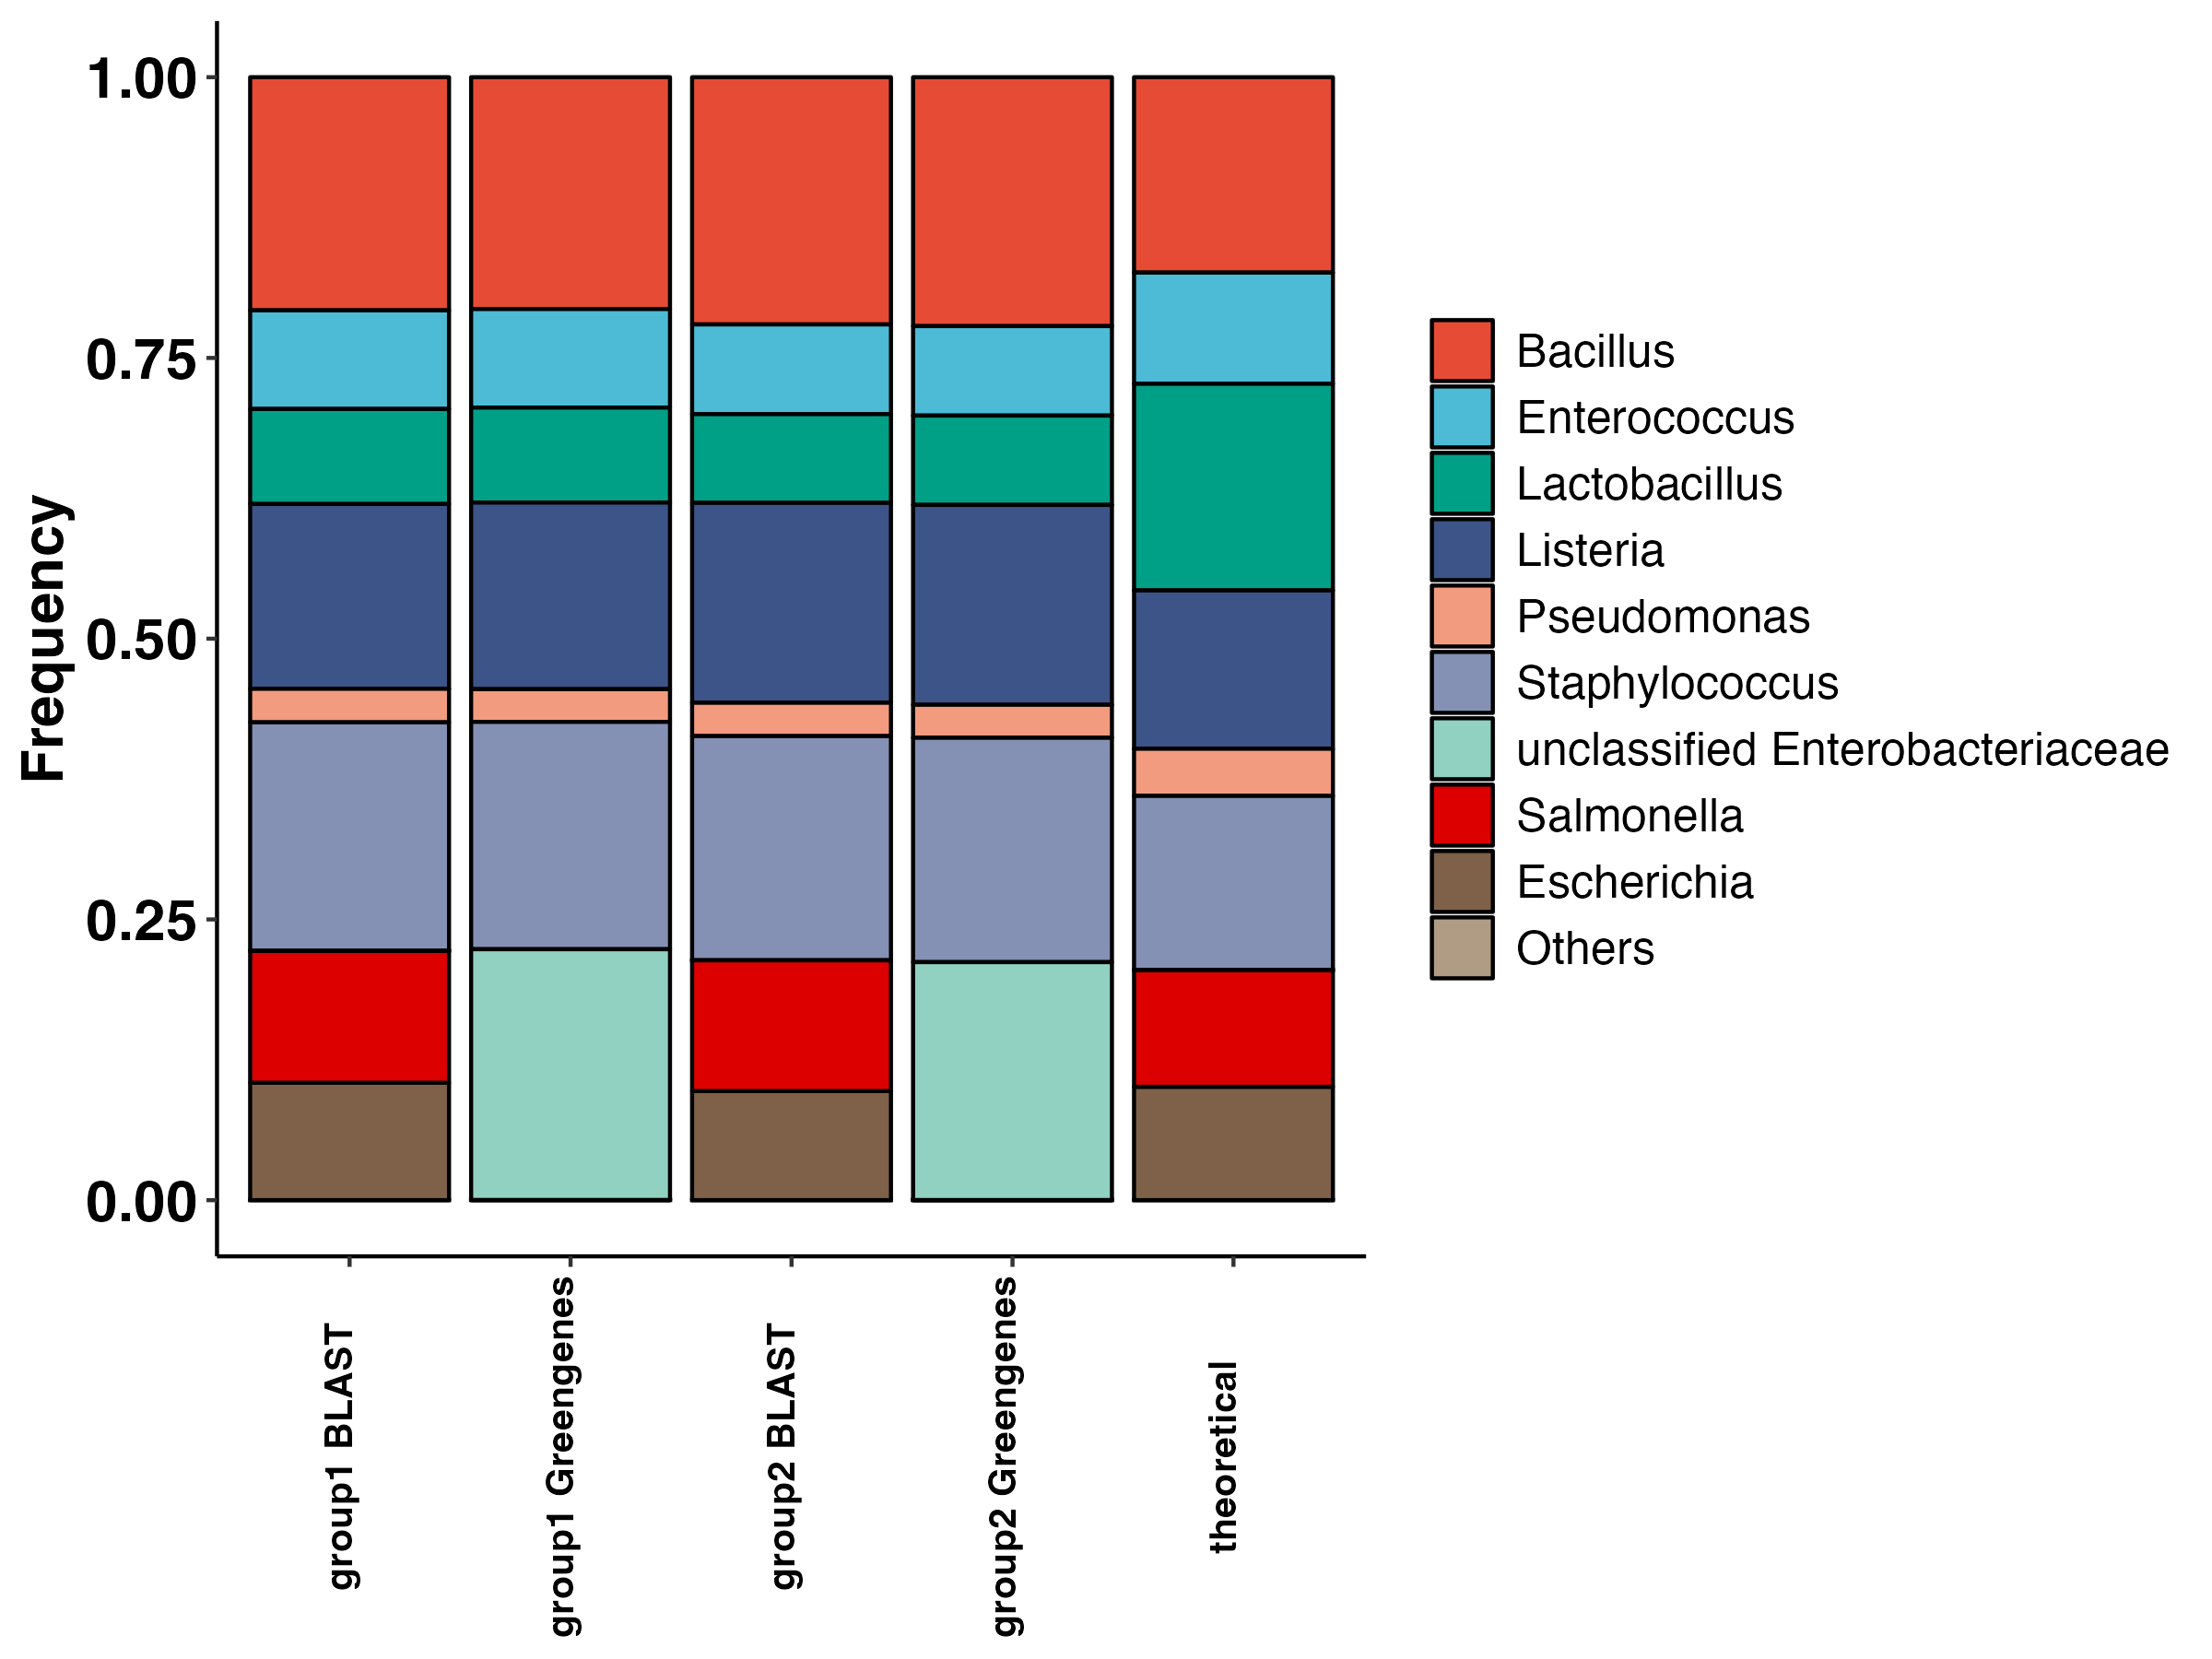 Frequency
1.00
0.75
0.50
0.25
0.00
group1 BLAST
group1 Greengenes
group2 BLAST
group2 Greengenes
theoretical
Bacillus
Enterococcus
Lactobacillus
Listeria
Pseudomonas
Staphylococcus
unclassified Enterobacteriaceae
Salmonella
Escherichia
Others